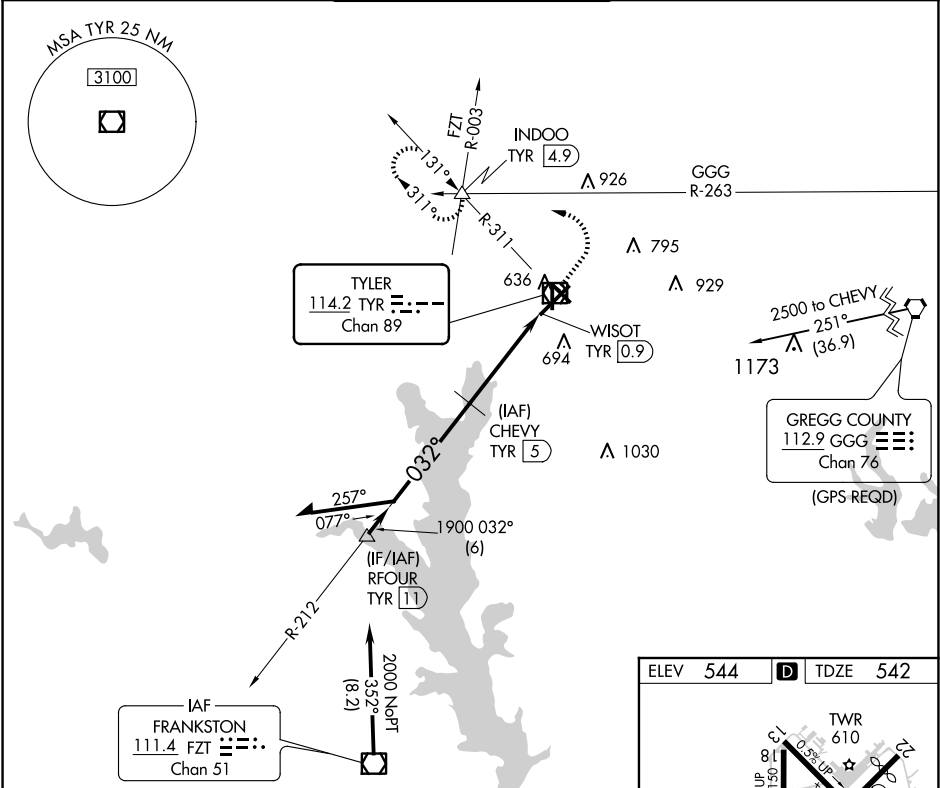 MSA TYR 25 NM
3100
FZT
R-003
INDOO
TYR 4.9
131°
311°
R-311
926
GGG
R-263
795
636
929
TYLER
114.2 TYR
Chan 89
WISOT
TYR 0.9
694
2500 to CHEVY
251°
(36.9)
1173
(IAF)
CHEVY
TYR 5
1030
GREGG COUNTY
112.9 GGG
Chan 76
(GPS REQD)
032°
257°
077°
1900 032°
(6)
(IF/IAF)
RFOUR
TYR 11
R-212
2000 NoPT
352°
(8.2)
IAF
FRANKSTON
111.4 FZT
Chan 51
ELEV 544 D TDZE 542
TWR
610
13
0.5% UP
22
18
UP
150